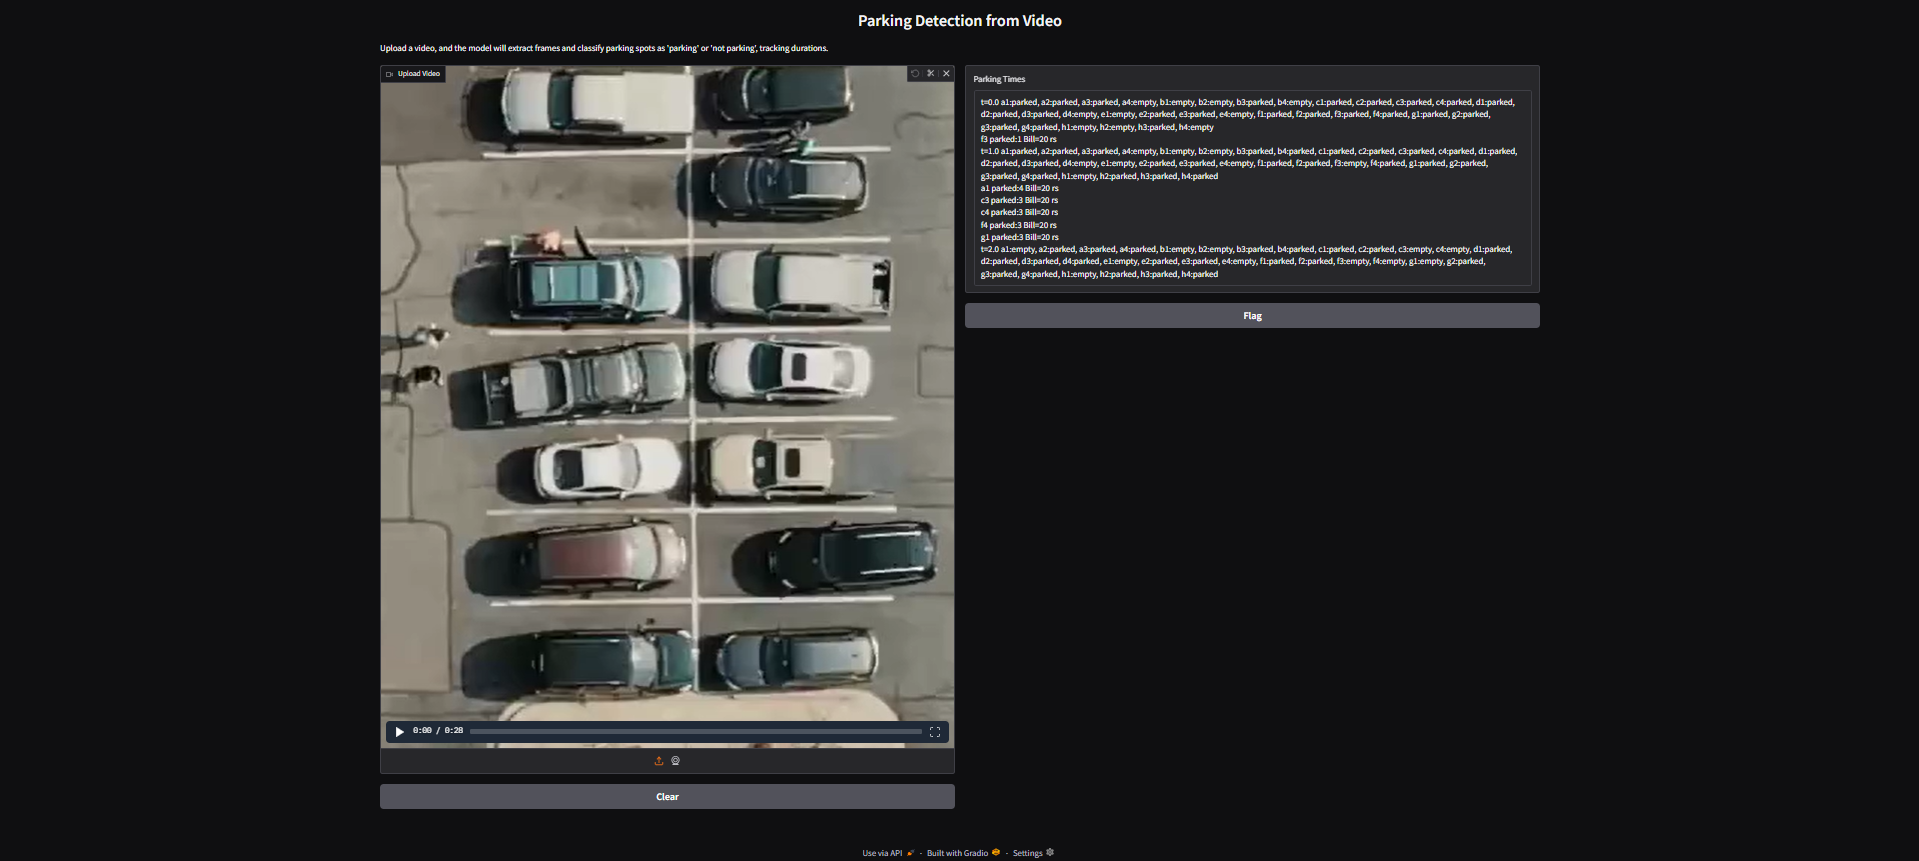 Parking Detection from Video
Upload a video, and the model will extract frames and classify parking spots as 'parking' or 'not parking', tracking durations.
Upload Video
0:00 / 0:28
Clear
Parking Times
t=0.0 a1:parked, a2:parked, a3:parked, a4:empty, b1:empty, b2:empty, b3:parked, b4:empty, c1:parked, c2:parked, c3:parked, c4:parked, d1:parked,
d2:parked, d3:parked, d4:empty, e1:empty, e2:parked, e3:parked, e4:empty, f1:parked, f2:parked, f3:parked, f4:parked, g1:parked, g2:parked,
g3:parked, g4:parked, h1:empty, h2:empty, h3:parked, h4:empty
f3 parked:1 Bill=20 rs
t=1.0 a1:parked, a2:parked, a3:parked, a4:empty, b1:empty, b2:empty, b3:parked, b4:parked, c1:parked, c2:parked, c3:parked, c4:parked, d1:parked,
d2:parked, d3:parked, d4:empty, e1:empty, e2:parked, e3:parked, e4:empty, f1:parked, f2:parked, f3:empty, f4:parked, g1:parked, g2:parked,
g3:parked, g4:parked, h1:empty, h2:parked, h3:parked, h4:parked
a1 parked:4 Bill=20 rs
c3 parked:3 Bill=20 rs
c4 parked:3 Bill=20 rs
f4 parked:3 Bill=20 rs
g1 parked:3 Bill=20 rs
t=2.0 a1:empty, a2:parked, a3:parked, a4:parked, b1:empty, b2:empty, b3:parked, b4:parked, c1:parked, c2:parked, c3:empty, c4:empty, d1:parked,
d2:parked, d3:parked, d4:parked, e1:empty, e2:empty, e3:parked, e4:empty, f1:parked, f2:parked, f3:empty, f4:empty, g1:empty, g2:parked,
g3:parked, g4:parked, h1:empty, h2:parked, h3:parked, h4:parked
Flag
Use via API · Built with Gradio · Settings